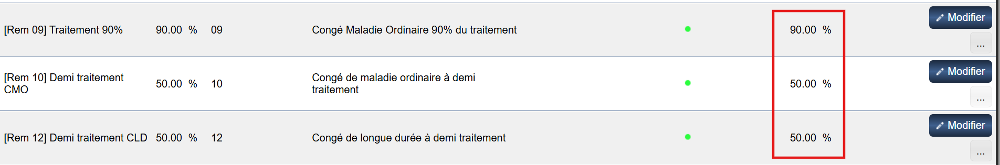 [Rem 09] Traitement 90% 90.00 % 09 Congé Maladie Ordinaire 90% du traitement 90.00 % Modifier
...
[Rem 10] Demi traitement CMO 50.00 % 10 Congé de maladie ordinaire à demi traitement 50.00 % Modifier
...
[Rem 12] Demi traitement CLD 50.00 % 12 Congé de longue durée à demi traitement 50.00 % Modifier
...